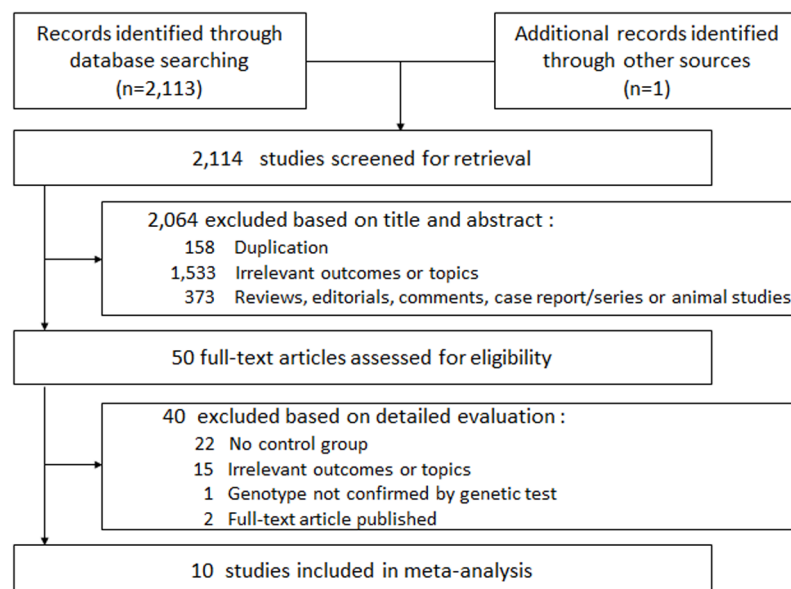 Records identified through
database searching
(n=2,113)
Additional records identified
through other sources
(n=1)
2,114 studies screened for retrieval
2,064 excluded based on title and abstract :
158 Duplication
1,533 Irrelevant outcomes or topics
373 Reviews, editorials, comments, case report/series or animal studies
50 full-text articles assessed for eligibility
40 excluded based on detailed evaluation :
22 No control group
15 Irrelevant outcomes or topics
1 Genotype not confirmed by genetic test
2 Full-text article published
10 studies included in meta-analysis